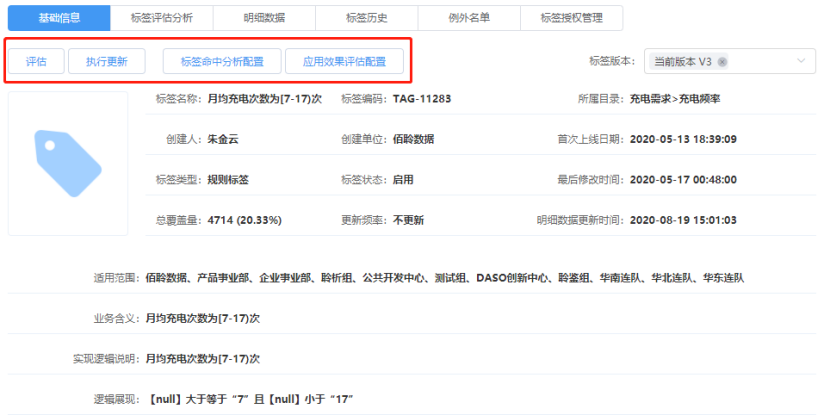 基础信息 标签评估分析 明细数据 标签历史 例外名单 标签授权管理
评估 执行更新 标签命中分析配置 应用效果评估配置 标签版本: 当前版本 V3
标签名称: 月均充电次数为[7-17)次 标签编码: TAG-11283 所属目录: 充电需求>充电频率
创建人: 朱金云 创建单位: 佰聆数据 首次上线日期: 2020-05-13 18:39:09
标签类型: 规则标签 标签状态: 启用 最后修改时间: 2020-05-17 00:48:00
总覆盖量: 4714 (20.33%) 更新频率: 不更新 明细数据更新时间: 2020-08-19 15:01:03
适用范围: 佰聆数据、产品事业部、企业事业部、聆析组、公共开发中心、测试组、DASO创新中心、聆鉴组、华南连队、华北连队、华东连队
业务含义: 月均充电次数为[7-17)次
实现逻辑说明: 月均充电次数为[7-17)次
逻辑展现: 【null】大于等于“7”且【null】小于“17”